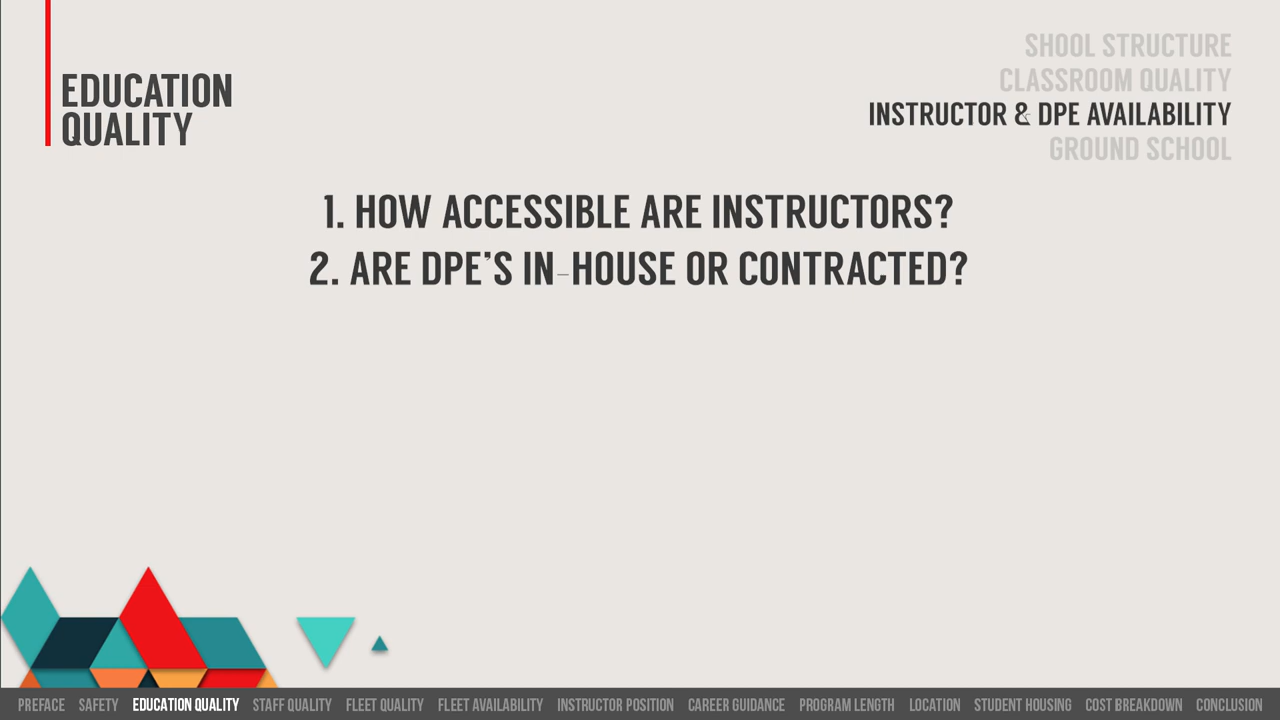 EDUCATION
QUALITY
SHOOL STRUCTURE
CLASSROOM QUALITY
INSTRUCTOR & DPE AVAILABILITY
GROUND SCHOOL
1. HOW ACCESSIBLE ARE INSTRUCTORS?
2. ARE DPE'S IN-HOUSE OR CONTRACTED?
PREFACE SAFETY EDUCATION QUALITY STAFF QUALITY FLEET QUALITY FLEET AVAILABILITY INSTRUCTOR POSITION CAREER GUIDANCE PROGRAM LENGTH LOCATION STUDENT HOUSING COST BREAKDOWN CONCLUSION